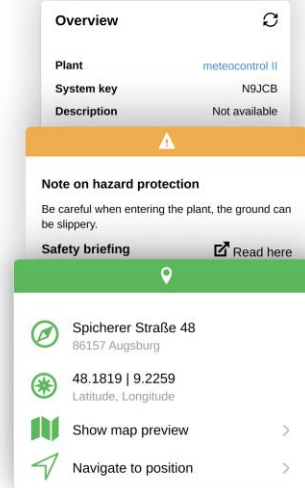 Overview
Plant meteocontrol II
System key N9JCB
Description Not available
Note on hazard protection
Be careful when entering the plant, the ground can
be slippery.
Safety briefing Read here
Spicherer Straße 48
86157 Augsburg
48.1819 | 9.2259
Latitude, Longitude
Show map preview
Navigate to position